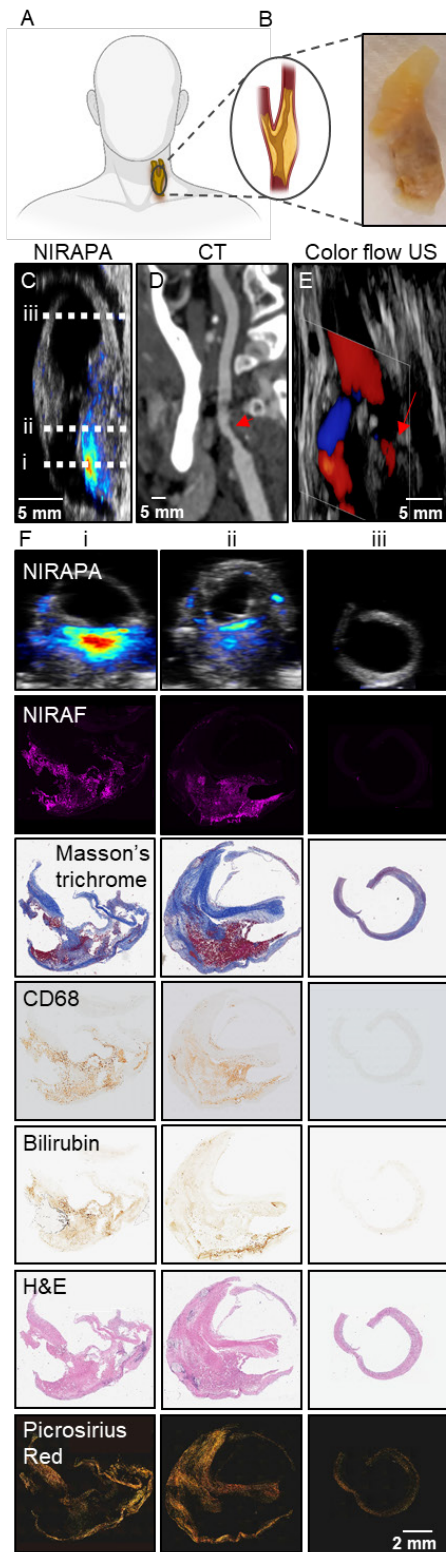 A
B
NIRAPA
CT
Color flow US
C
D
E
iii
ii
i
5 mm
5 mm
5 mm
F
i
ii
iii
NIRAPA
NIRAF
Masson's
trichrome
CD68
Bilirubin
H&E
Picrosirius
Red
2 mm